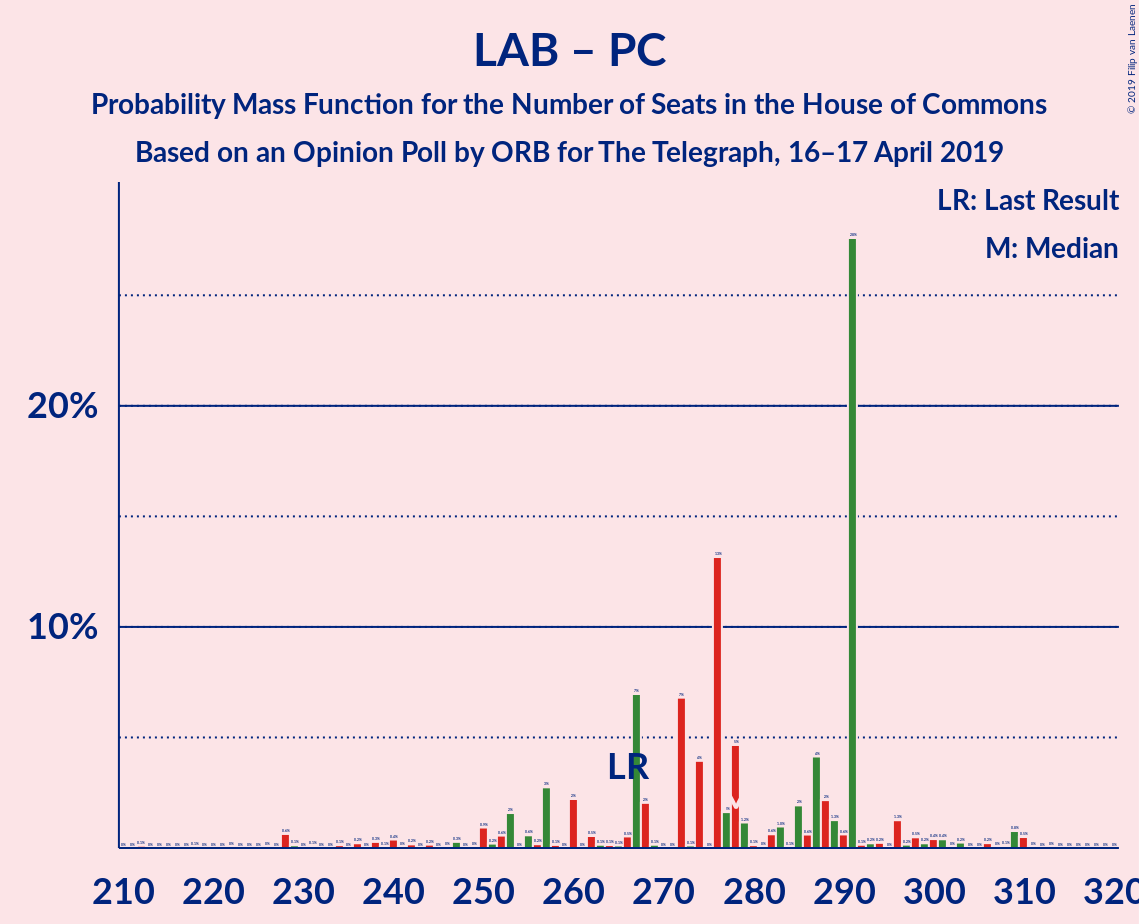 LAB – PC
Probability Mass Function for the Number of Seats in the House of Commons
Based on an Opinion Poll by ORB for The Telegraph, 16–17 April 2019
© 2019 Filip van Laenen
LR: Last Result
M: Median
20%
10%
LR
210 220 230 240 250 260 270 280 290 300 310 320